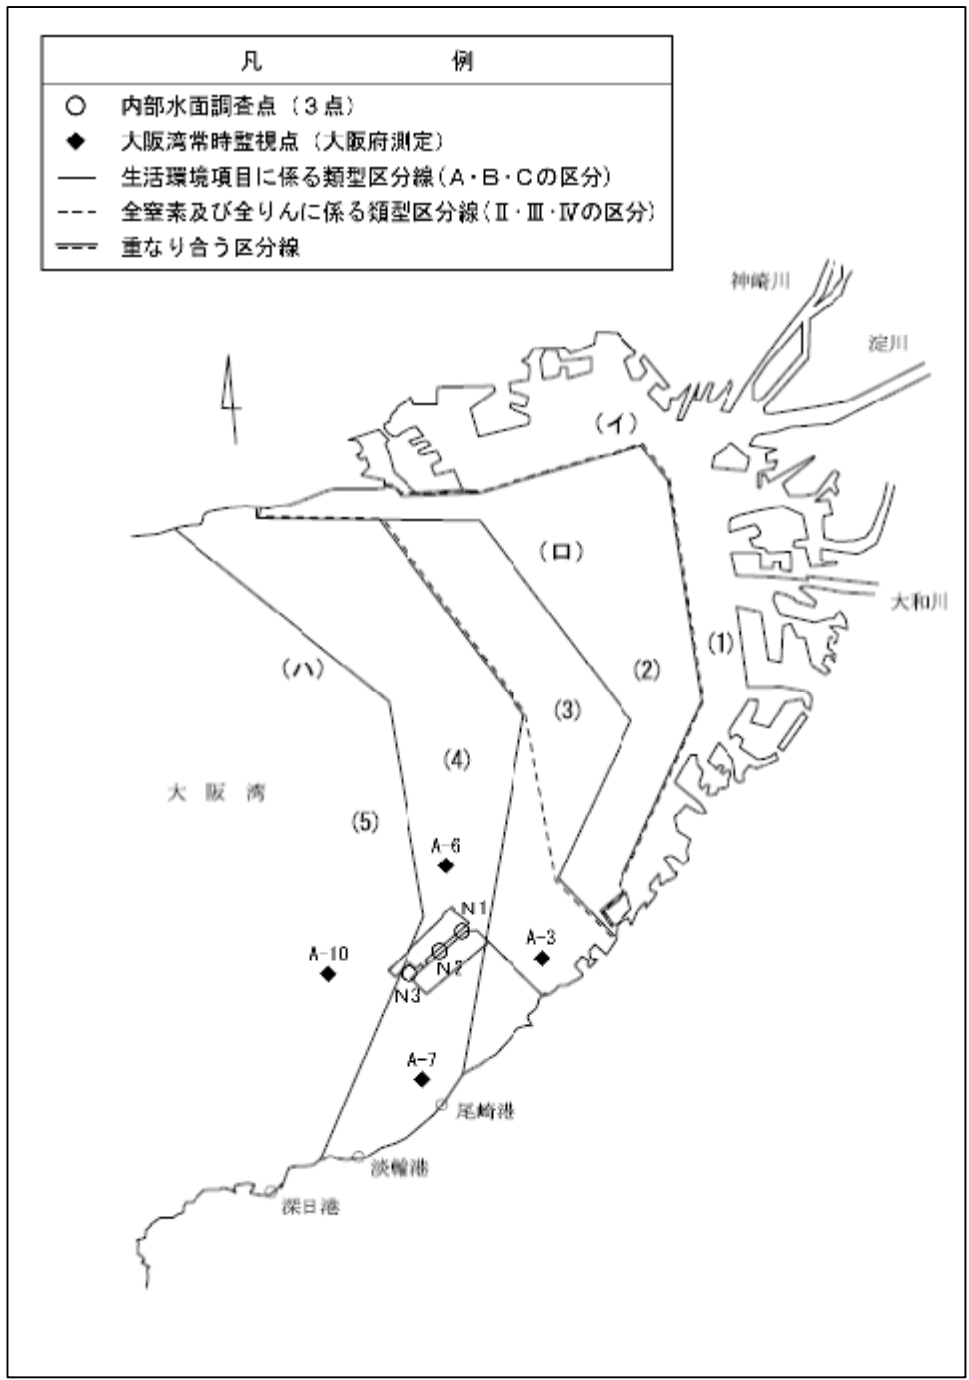 凡 例
内部水面調査点（3点）
大阪湾常時監視点（大阪府測定）
生活環境項目に係る類型区分線(A・B・Cの区分)
全窒素及び全りんに係る類型区分線(Ⅱ・Ⅲ・Ⅳの区分)
重なり合う区分線
神崎川
淀川
(イ)
(ロ)
大和川
(1)
(ハ)
(2)
(3)
(4)
大阪湾
(5)
A-6
N1
A-3
A-10
N2
N3
A-7
尾崎港
淡輪港
深日港